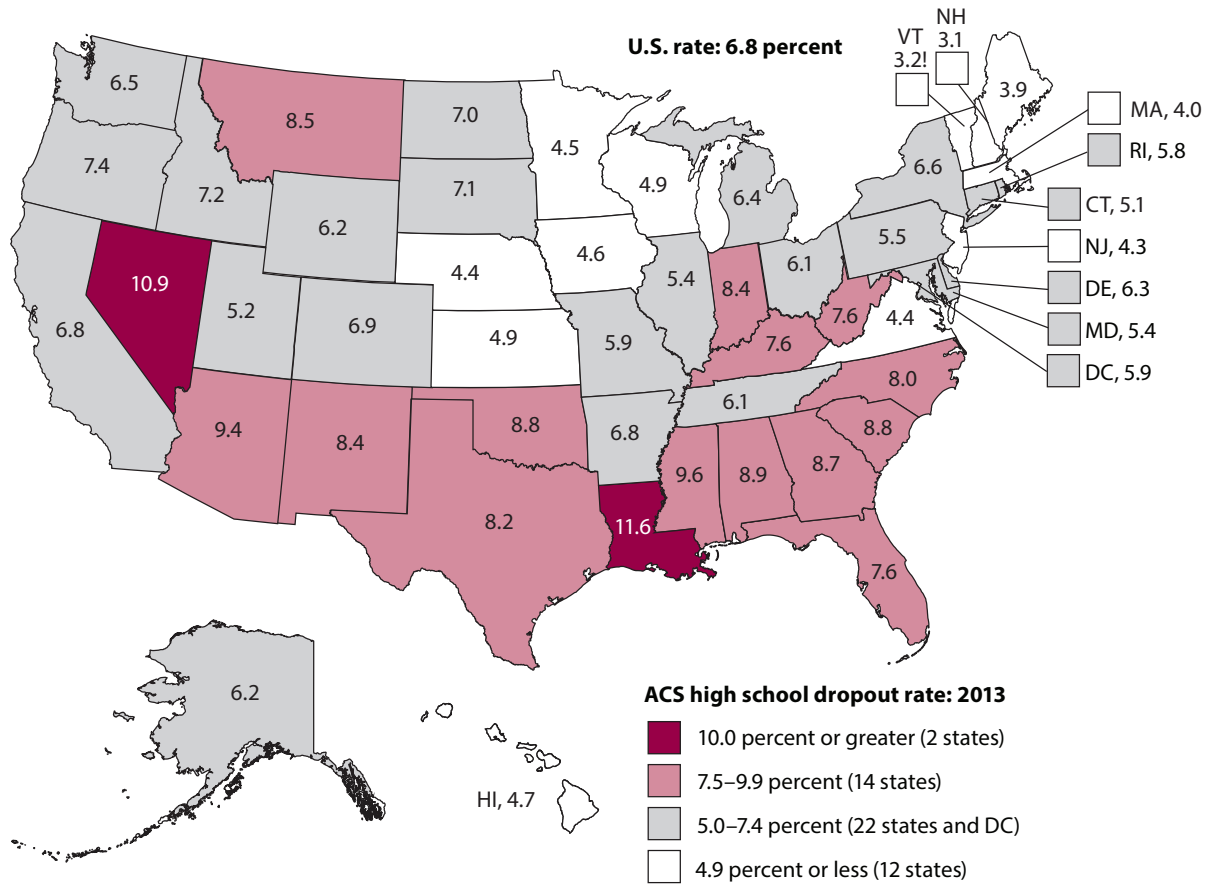 NH
3.1
U.S. rate: 6.8 percent
VT
3.2!
6.5
8.5
7.0
4.5
3.9
MA, 4.0
RI, 5.8
7.4
7.2
7.1
4.9
6.4
6.6
CT, 5.1
6.2
5.5
NJ, 4.3
10.9
4.4
4.6
6.1
DE, 6.3
5.2
5.4
8.4
6.8
6.9
4.9
5.9
7.6
7.6
4.4
MD, 5.4
DC, 5.9
9.4
8.4
8.8
6.8
6.1
8.0
8.8
8.2
11.6
9.6
8.9
8.7
7.6
6.2
HI, 4.7
ACS high school dropout rate: 2013
10.0 percent or greater (2 states)
7.5–9.9 percent (14 states)
5.0–7.4 percent (22 states and DC)
4.9 percent or less (12 states)